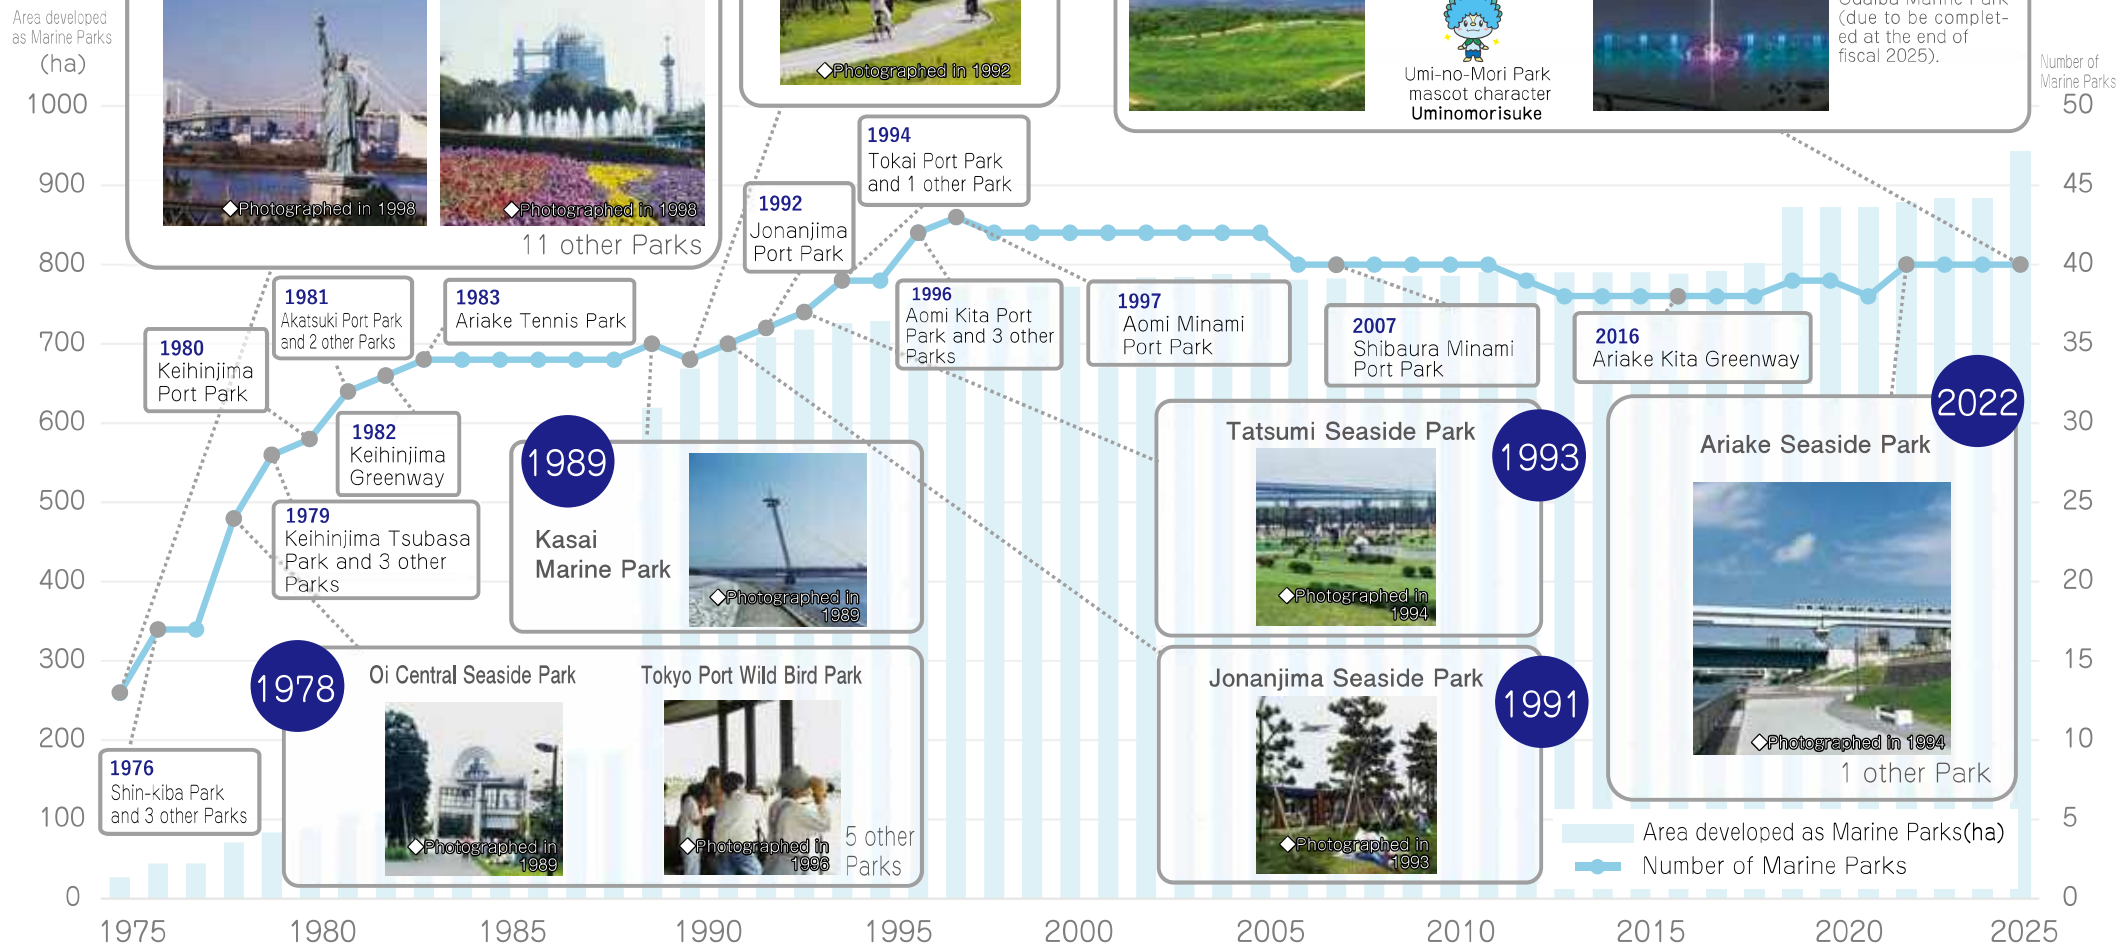 Area developed
as Marine Parks
(ha)
1000
900
800
700
600
500
400
300
200
100
0
◆Photographed in 1998
◆Photographed in 1998
11 other Parks
◆Photographed in 1992
Umi-no-Mori Park
mascot character
Uminomorisuke
Odaiba Marine Park
(due to be complet-
ed at the end of
fiscal 2025).
Number of
Marine Parks
50
45
40
35
30
25
20
15
10
5
0
1994
Tokai Port Park
and 1 other Park
1992
Jonanjima
Port Park
1981
Akatsuki Port Park
and 2 other Parks
1983
Ariake Tennis Park
1980
Keihinjima
Port Park
1996
Aomi Kita Port
Park and 3 other
Parks
1997
Aomi Minami
Port Park
2007
Shibaura Minami
Port Park
2016
Ariake Kita Greenway
1982
Keihinjima
Greenway
1979
Keihinjima Tsubasa
Park and 3 other
Parks
1989
Kasai
Marine Park
◆Photographed in
1989
Tatsumi Seaside Park
1993
◆Photographed in
1994
2022
Ariake Seaside Park
◆Photographed in 1994
1 other Park
1978
Oi Central Seaside Park
Tokyo Port Wild Bird Park
◆Photographed in
1989
◆Photographed in
1996
5 other
Parks
Jonanjima Seaside Park
1991
◆Photographed in
1993
1976
Shin-kiba Park
and 3 other Parks
Area developed as Marine Parks(ha)
Number of Marine Parks
1975
1980
1985
1990
1995
2000
2005
2010
2015
2020
2025